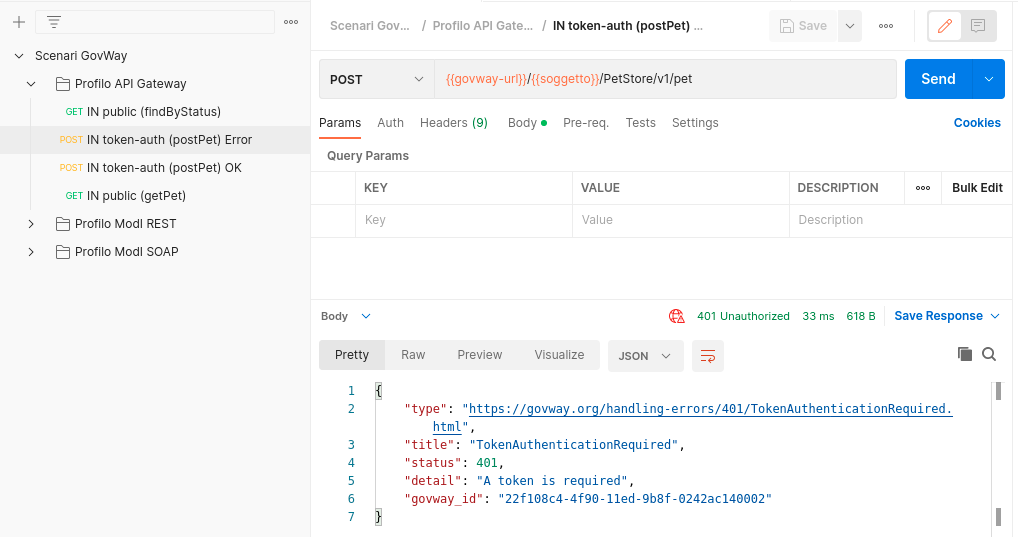 Scenari GovWay
Profilo API Gateway
GET IN public (findByStatus)
POST IN token-auth (postPet) Error
POST IN token-auth (postPet) OK
GET IN public (getPet)
Profilo ModI REST
Profilo ModI SOAP
Scenari Gov... / Profilo API Gate... / IN token-auth (postPet) ...
Save
POST
{{govway-url}}/{{soggetto}}/PetStore/v1/pet
Send
Params Auth Headers (9) Body Pre-req. Tests Settings
Cookies
Query Params
KEY VALUE DESCRIPTION Bulk Edit
Key Value Description
Body
401 Unauthorized 33 ms 618 B Save Response
Pretty Raw Preview Visualize JSON
1 {
2 "type": "https://govway.org/handling-errors/401/TokenAuthenticationRequired.
html",
3 "title": "TokenAuthenticationRequired",
4 "status": 401,
5 "detail": "A token is required",
6 "govway_id": "22f108c4-4f90-11ed-9b8f-0242ac140002"
7 }